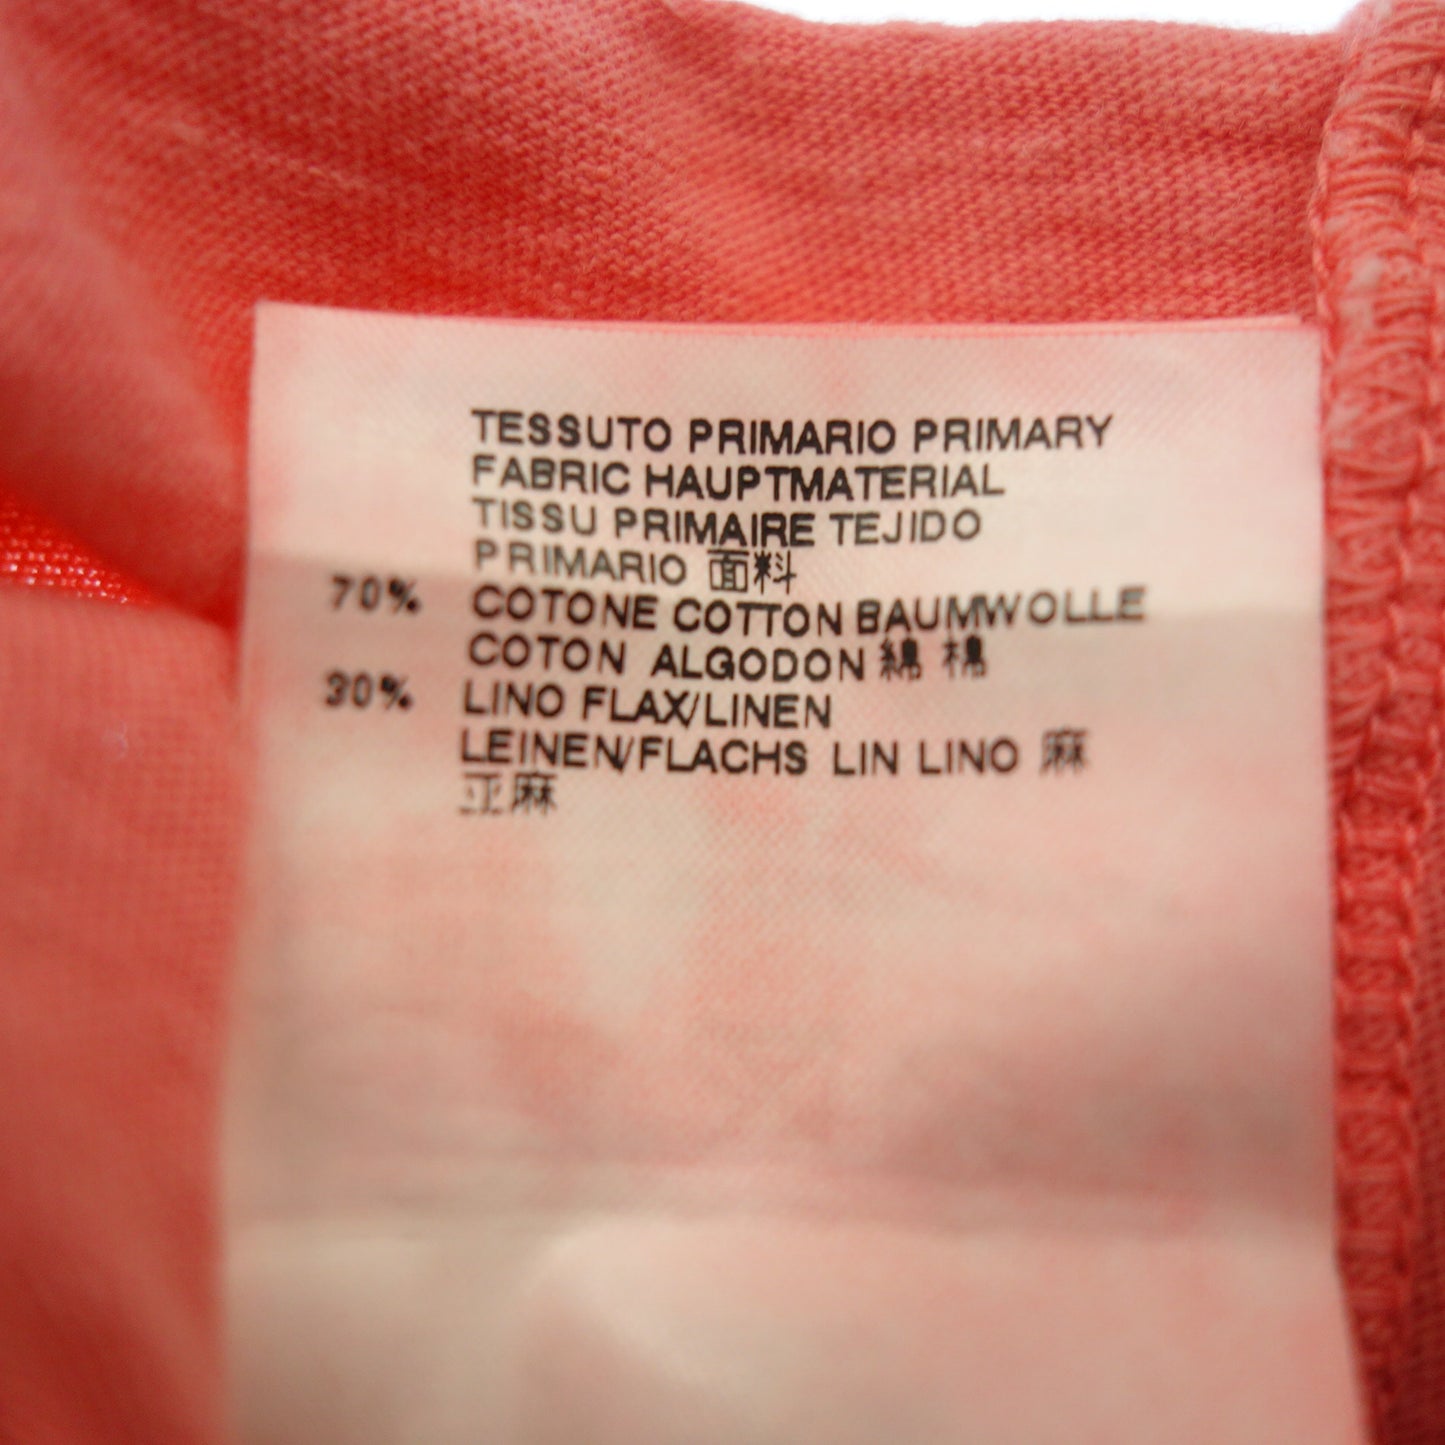 TESSUTO PRIMARIO PRIMARY
FABRIC HAUPTMATERIAL
TISSU PRIMAIRE TEJIDO
PRIMARIO 面料
70% COTONE COTTON BAUMWOLLE
COTON ALGODON 綿 棉
30% LINO FLAX/LINEN
LEINEN/FLACHS LIN LINO 麻
亚麻